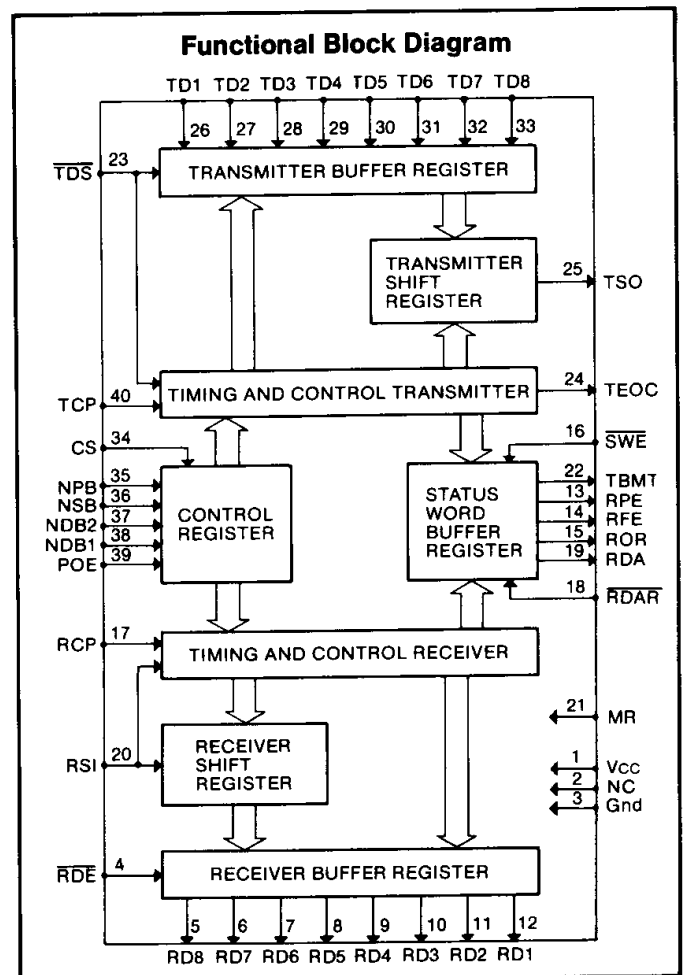 Functional Block Diagram
TD1 TD2 TD3 TD4 TD5 TD6 TD7 TD8
26 27 28 29 30 31 32 33
TDS 23
TRANSMITTER BUFFER REGISTER
TRANSMITTER
SHIFT
REGISTER
25 TSO
TIMING AND CONTROL TRANSMITTER
24 TEOC
TCP 40
CS 34
16 SWE
NPB 35
NSB 36
NDB2 37
NDB1 38
POE 39
CONTROL
REGISTER
STATUS
WORD
BUFFER
REGISTER
22 TBMT
13 RPE
14 RFE
15 ROR
19 RDA
18 RDAR
RCP 17
TIMING AND CONTROL RECEIVER
21 MR
RSI 20
RECEIVER
SHIFT
REGISTER
1 Vcc
2 NC
3 Gnd
RDE 4
RECEIVER BUFFER REGISTER
5 6 7 8 9 10 11 12
RD8 RD7 RD6 RD5 RD4 RD3 RD2 RD1